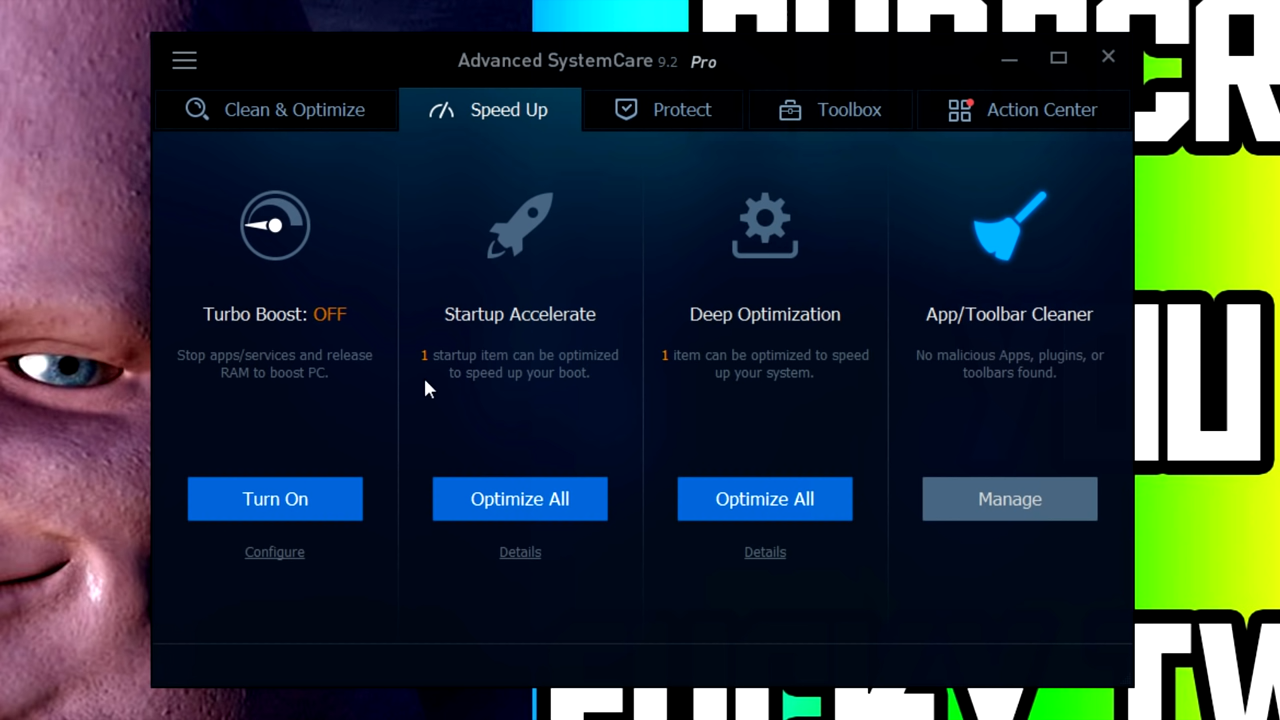 Advanced SystemCare 9.2 Pro
Clean & Optimize
Speed Up
Protect
Toolbox
Action Center
Turbo Boost: OFF
Stop apps/services and release
RAM to boost PC.
Turn On
Configure
Startup Accelerate
1 startup item can be optimized
to speed up your boot.
Optimize All
Details
Deep Optimization
1 item can be optimized to speed
up your system.
Optimize All
Details
App/Toolbar Cleaner
No malicious Apps, plugins, or
toolbars found.
Manage